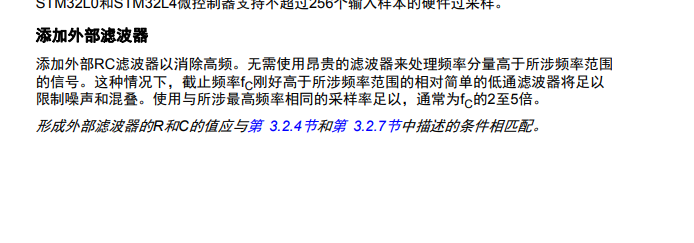 STM32L0和STM32L4微控制器支持不超过256个输入样本的硬件过采样。
添加外部滤波器
添加外部RC滤波器以消除高频。无需使用昂贵的滤波器来处理频率分量高于所涉频率范围
的信号。这种情况下，截止频率fC刚好高于所涉频率范围的相对简单的低通滤波器将足以
限制噪声和混叠。使用与所涉最高频率相同的采样率足以，通常为fC的2至5倍。
形成外部滤波器的R和C的值应与第 3.2.4节和第 3.2.7节中描述的条件相匹配。